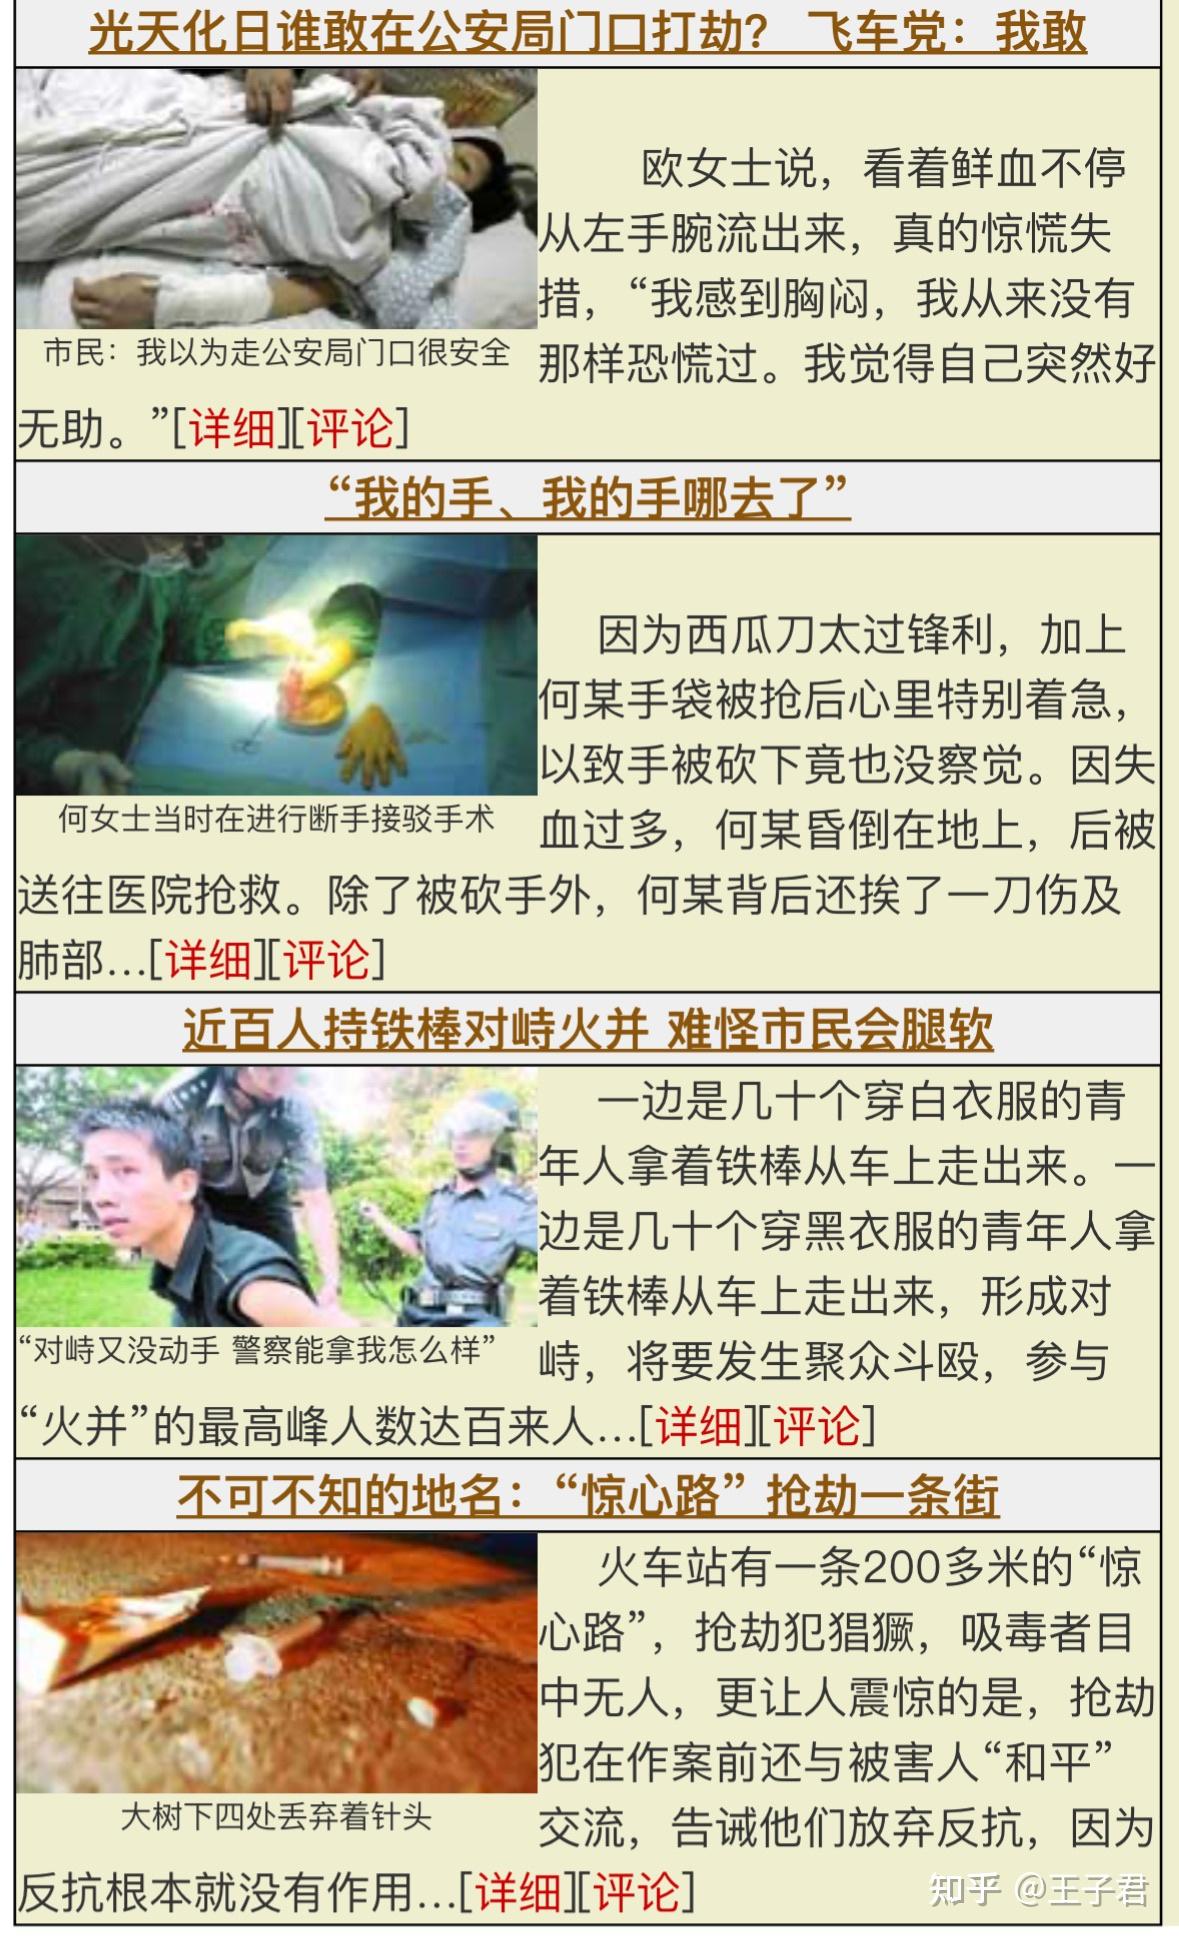 光天化日谁敢在公安局门口打劫？ 飞车党：我敢
欧女士说，看着鲜血不停
从左手腕流出来，真的惊慌失
措，“我感到胸闷，我从来没有
那样恐慌过。我觉得自己突然好
市民：我以为走公安局门口很安全
无助。”[详细][评论]
“我的手、我的手哪去了”
因为西瓜刀太过锋利，加上
何某手袋被抢后心里特别着急，
以致手被砍下竟也没察觉。因失
血过多，何某昏倒在地上，后被
何女士当时在进行断手接驳手术
送往医院抢救。除了被砍手外，何某背后还挨了一刀伤及
肺部…[详细][评论]
近百人持铁棒对峙火并 难怪市民会腿软
一边是几十个穿白衣服的青
年人拿着铁棒从车上走出来。一
边是几十个穿黑衣服的青年人拿
着铁棒从车上走出来，形成对
峙，将要发生聚众斗殴，参与
“对峙又没动手 警察能拿我怎么样”
“火并”的最高峰人数达百来人…[详细][评论]
不可不知的地名：“惊心路” 抢劫一条街
火车站有一条200多米的“惊
心路”，抢劫犯猖獗，吸毒者目
中无人，更让人震惊的是，抢劫
犯在作案前还与被害人“和平”
交流，告诫他们放弃反抗，因为
大树下四处丢弃着针头
反抗根本就没有作用…[详细][评论]
知乎 @王子君